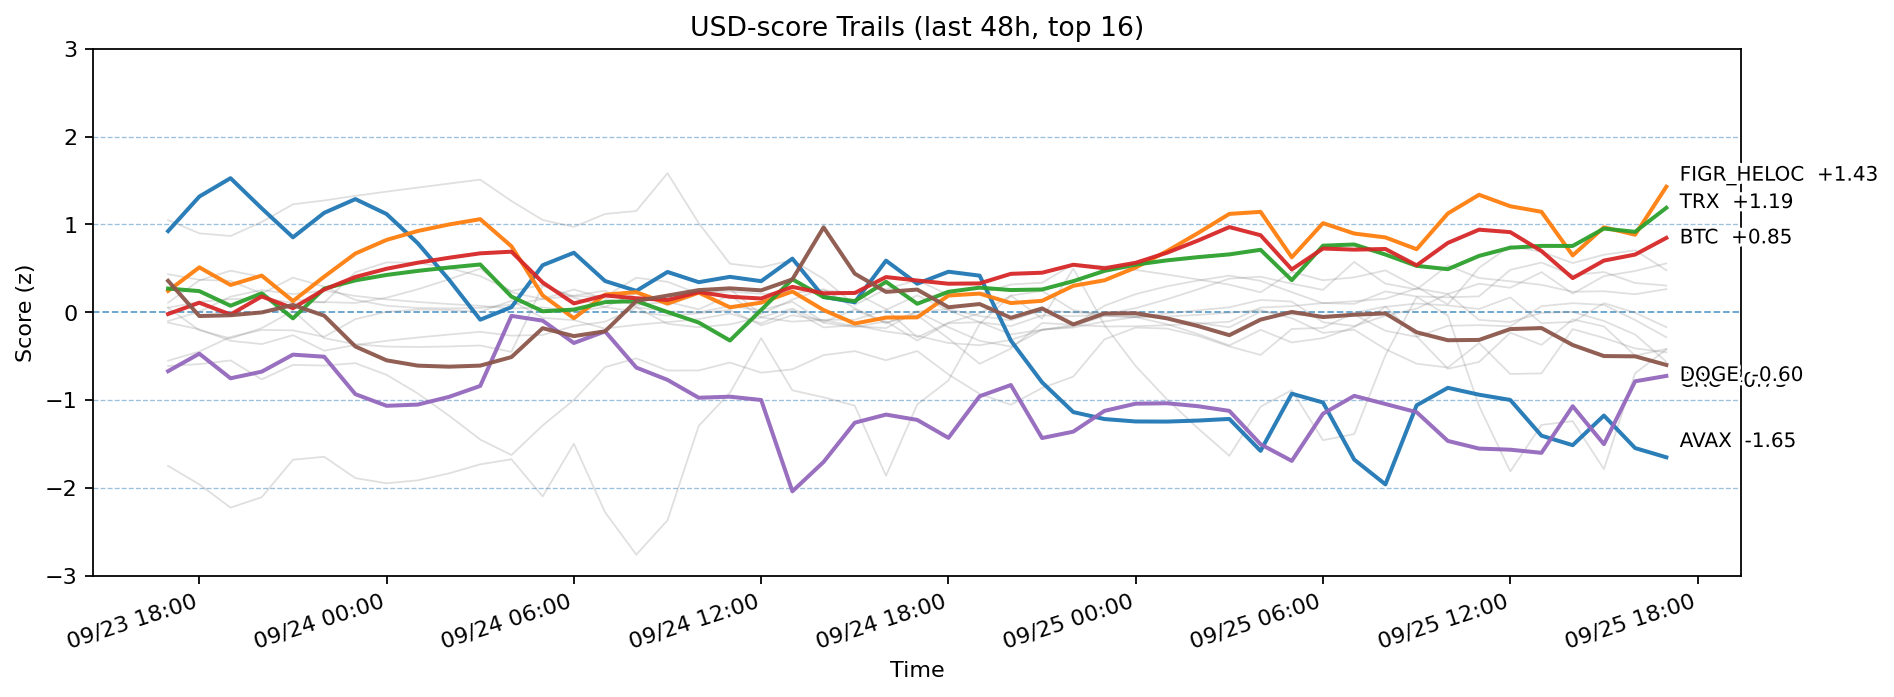 USD-score Trails (last 48h, top 16)
3
2
1
0
−1
−2
−3
Score (z)
FIGR_HELOC +1.43
TRX +1.19
BTC +0.85
DOGE -0.60
AVAX -1.65
09/23 18:00
09/24 00:00
09/24 06:00
09/24 12:00
09/24 18:00
09/25 00:00
09/25 06:00
09/25 12:00
09/25 18:00
Time